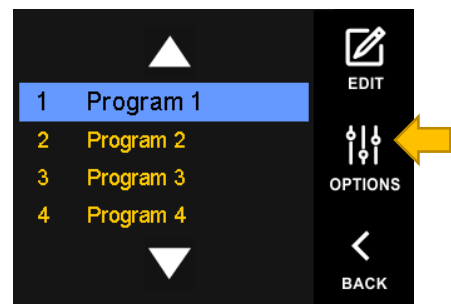 1 Program 1
2 Program 2
3 Program 3
4 Program 4
EDIT
OPTIONS
BACK